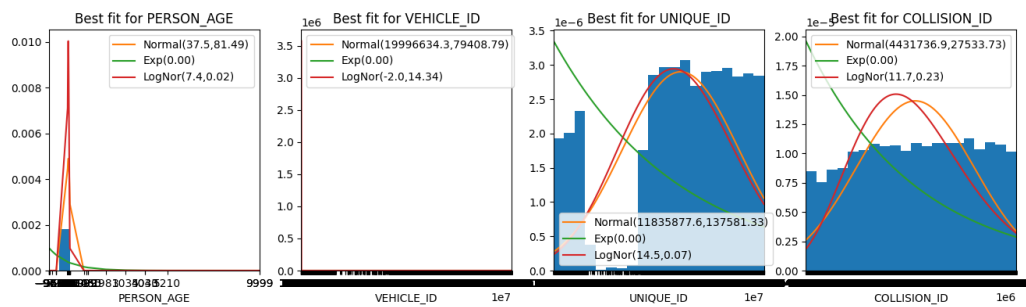 Best fit for PERSON_AGE
0.010
0.008
0.006
0.004
0.002
0.000
Normal(37.5,81.49)
Exp(0.00)
LogNor(7.4,0.02)
5210
9999
PERSON_AGE
Best fit for VEHICLE_ID
1e6
3.5
3.0
2.5
2.0
1.5
1.0
0.5
0.0
Normal(19996634.3,79408.79)
Exp(0.00)
LogNor(-2.0,14.34)
VEHICLE_ID
1e7
Best fit for UNIQUE_ID
1e-6
3.5
3.0
2.5
2.0
1.5
1.0
0.5
0.0
Normal(11835877.6,137581.33)
Exp(0.00)
LogNor(14.5,0.07)
UNIQUE_ID
1e7
Best fit for COLLISION_ID
1e-5
2.00
1.75
1.50
1.25
1.00
0.75
0.50
0.25
0.00
Normal(4431736.9,27533.73)
Exp(0.00)
LogNor(11.7,0.23)
COLLISION_ID
1e6